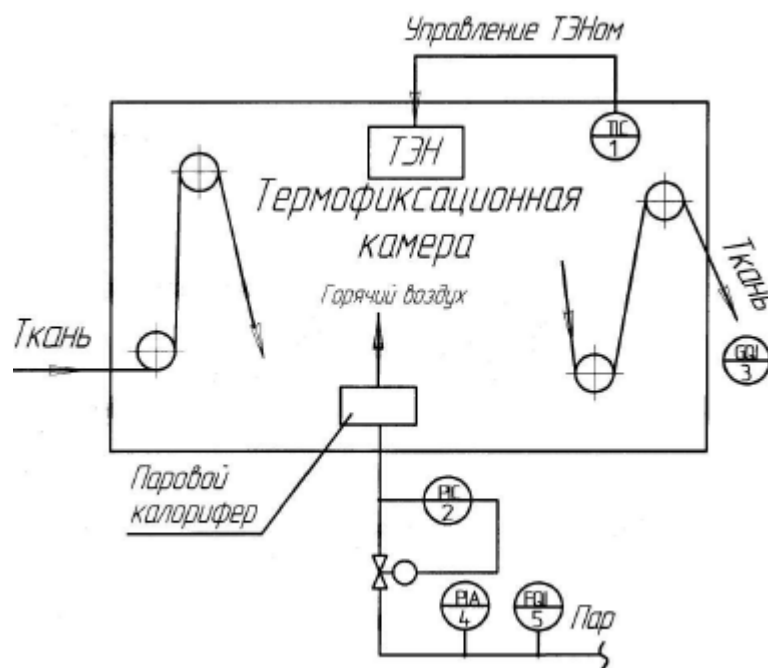 Управление ТЭНом
TIC
1
ТЭН
Термофиксационная
камера
Горячий воздух
Ткань
Ткань
GQI
3
Паровой
калорифер
PIC
2
PIA
4
FQI
5
Пар